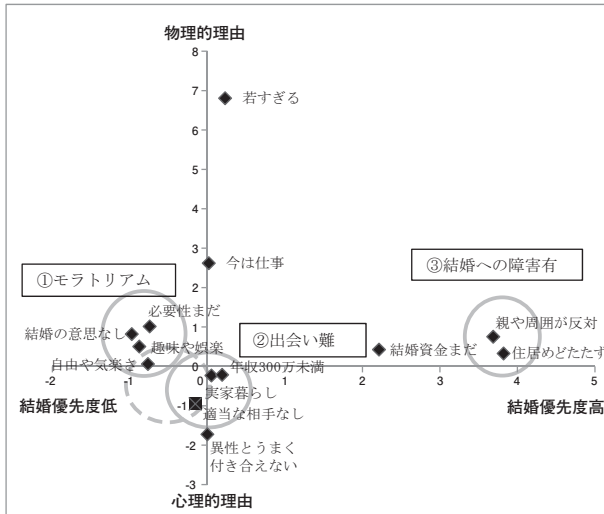 物理的理由
8
7
若すぎる
6
5
4
3
今は仕事
2
①モラトリアム
③結婚への障害有
必要性まだ
1
結婚の意思なし
趣味や娯楽
②出会い難
親や周囲が反対
結婚資金まだ
住居めどたたず
自由や気楽さ
年収300万未満
0
-2
-1
0
1
2
3
4
5
実家暮らし
結婚優先度低
-1
適当な相手なし
結婚優先度高
異性とうまく
付き合えない
-2
-3
心理的理由